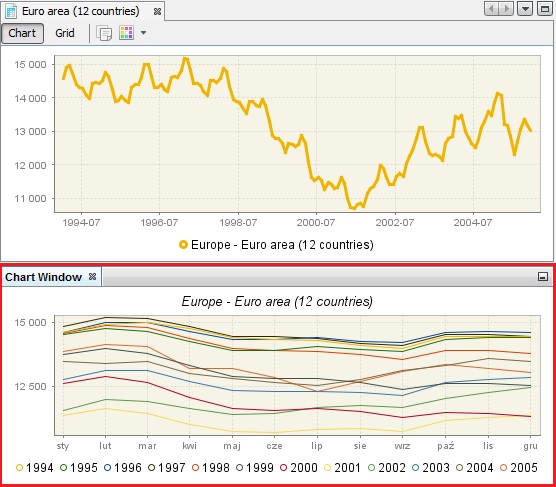 Euro area (12 countries)
Chart Grid
15 000
14 000
13 000
12 000
11 000
1994-07 1996-07 1998-07 2000-07 2002-07 2004-07
Europe - Euro area (12 countries)
Chart Window
Europe - Euro area (12 countries)
15 000
12 500
sty lut mar kwi maj cze lip sie wrz paź lis gru
1994 1995 1996 1997 1998 1999 2000 2001 2002 2003 2004 2005